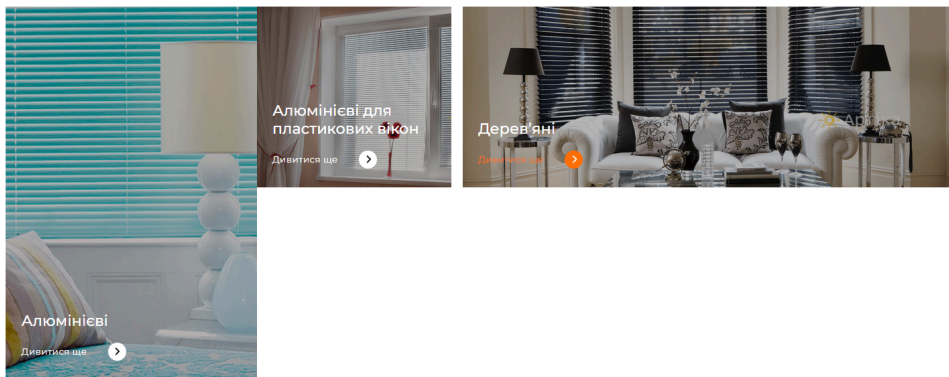 Алюмінієві для
пластикових вікон
Дивитися ще
Дерев'яні
Дивитися ще
Алюмінієві
Дивитися ще